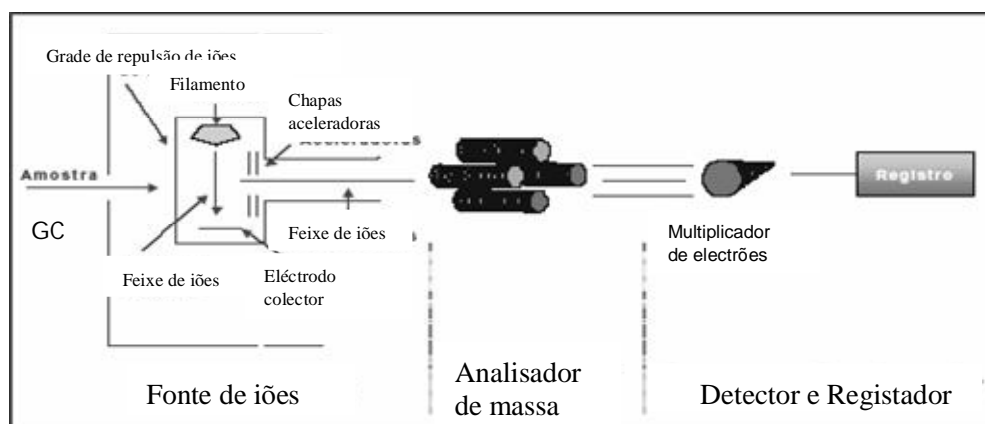 Grade de repulsão de iões
Filamento
Chapas
aceleradoras
Amostra
GC
Feixe de iões
Eléctrodo
colector
Feixe de iões
Multiplicador
de electrões
Registro
Fonte de iões
Analisador
de massa
Detector e Registador